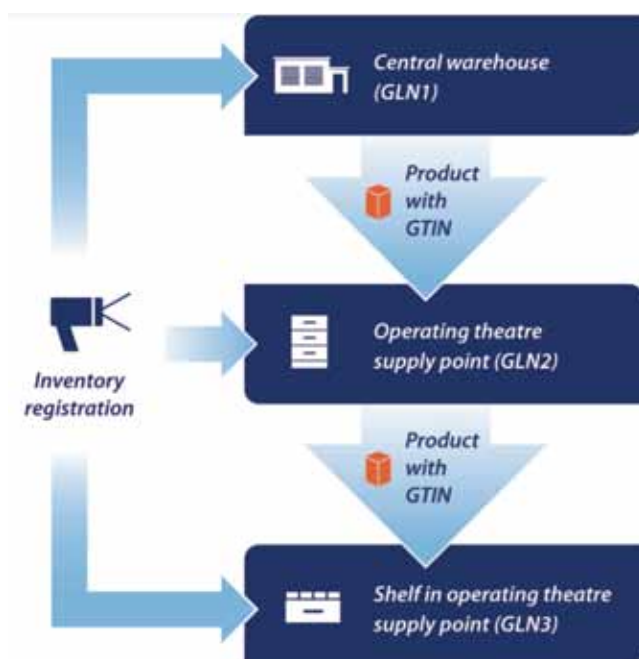 Central warehouse
(GLN1)
Product
with
GTIN
Inventory
registration
Operating theatre
supply point (GLN2)
Product
with
GTIN
Shelf in operating theatre
supply point (GLN3)